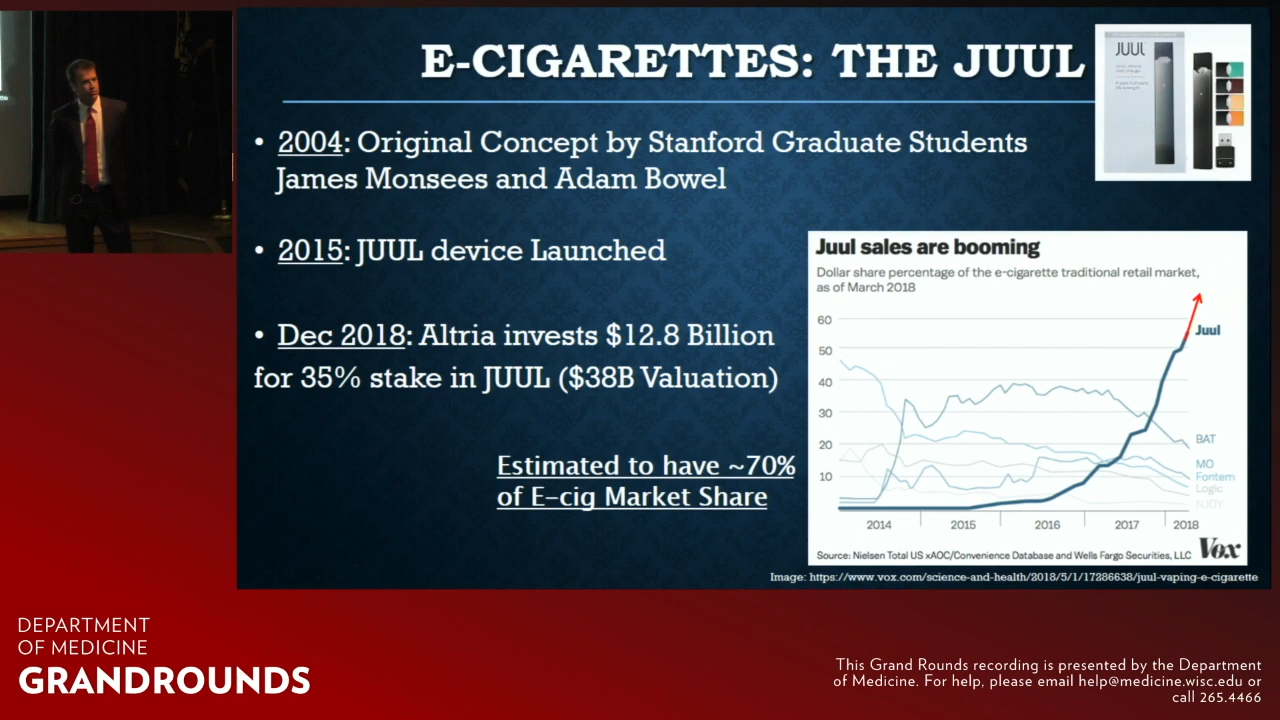 E-CIGARETTES: THE JUUL
JUUL
• 2004: Original Concept by Stanford Graduate Students
James Monsees and Adam Bowel
• 2015: JUUL device Launched
• Dec 2018: Altria invests $12.8 Billion
for 35% stake in JUUL ($38B Valuation)
Estimated to have ~70%
of E-cig Market Share
Juul sales are booming
Dollar share percentage of the e-cigarette traditional retail market,
as of March 2018
60
50
40
30
20
10
Juul
BAT
MO
Fontem
Logic
NJOY
2014 2015 2016 2017 2018
Source: Nielsen Total US xAOC/Convenience Database and Wells Fargo Securities, LLC Vox
Image: https://www.vox.com/science-and-health/2018/5/1/17286638/juul-vaping-e-cigarette
DEPARTMENT
OF MEDICINE
GRANDROUNDS
This Grand Rounds recording is presented by the Department
of Medicine. For help, please email help@medicine.wisc.edu or
call 265.4466